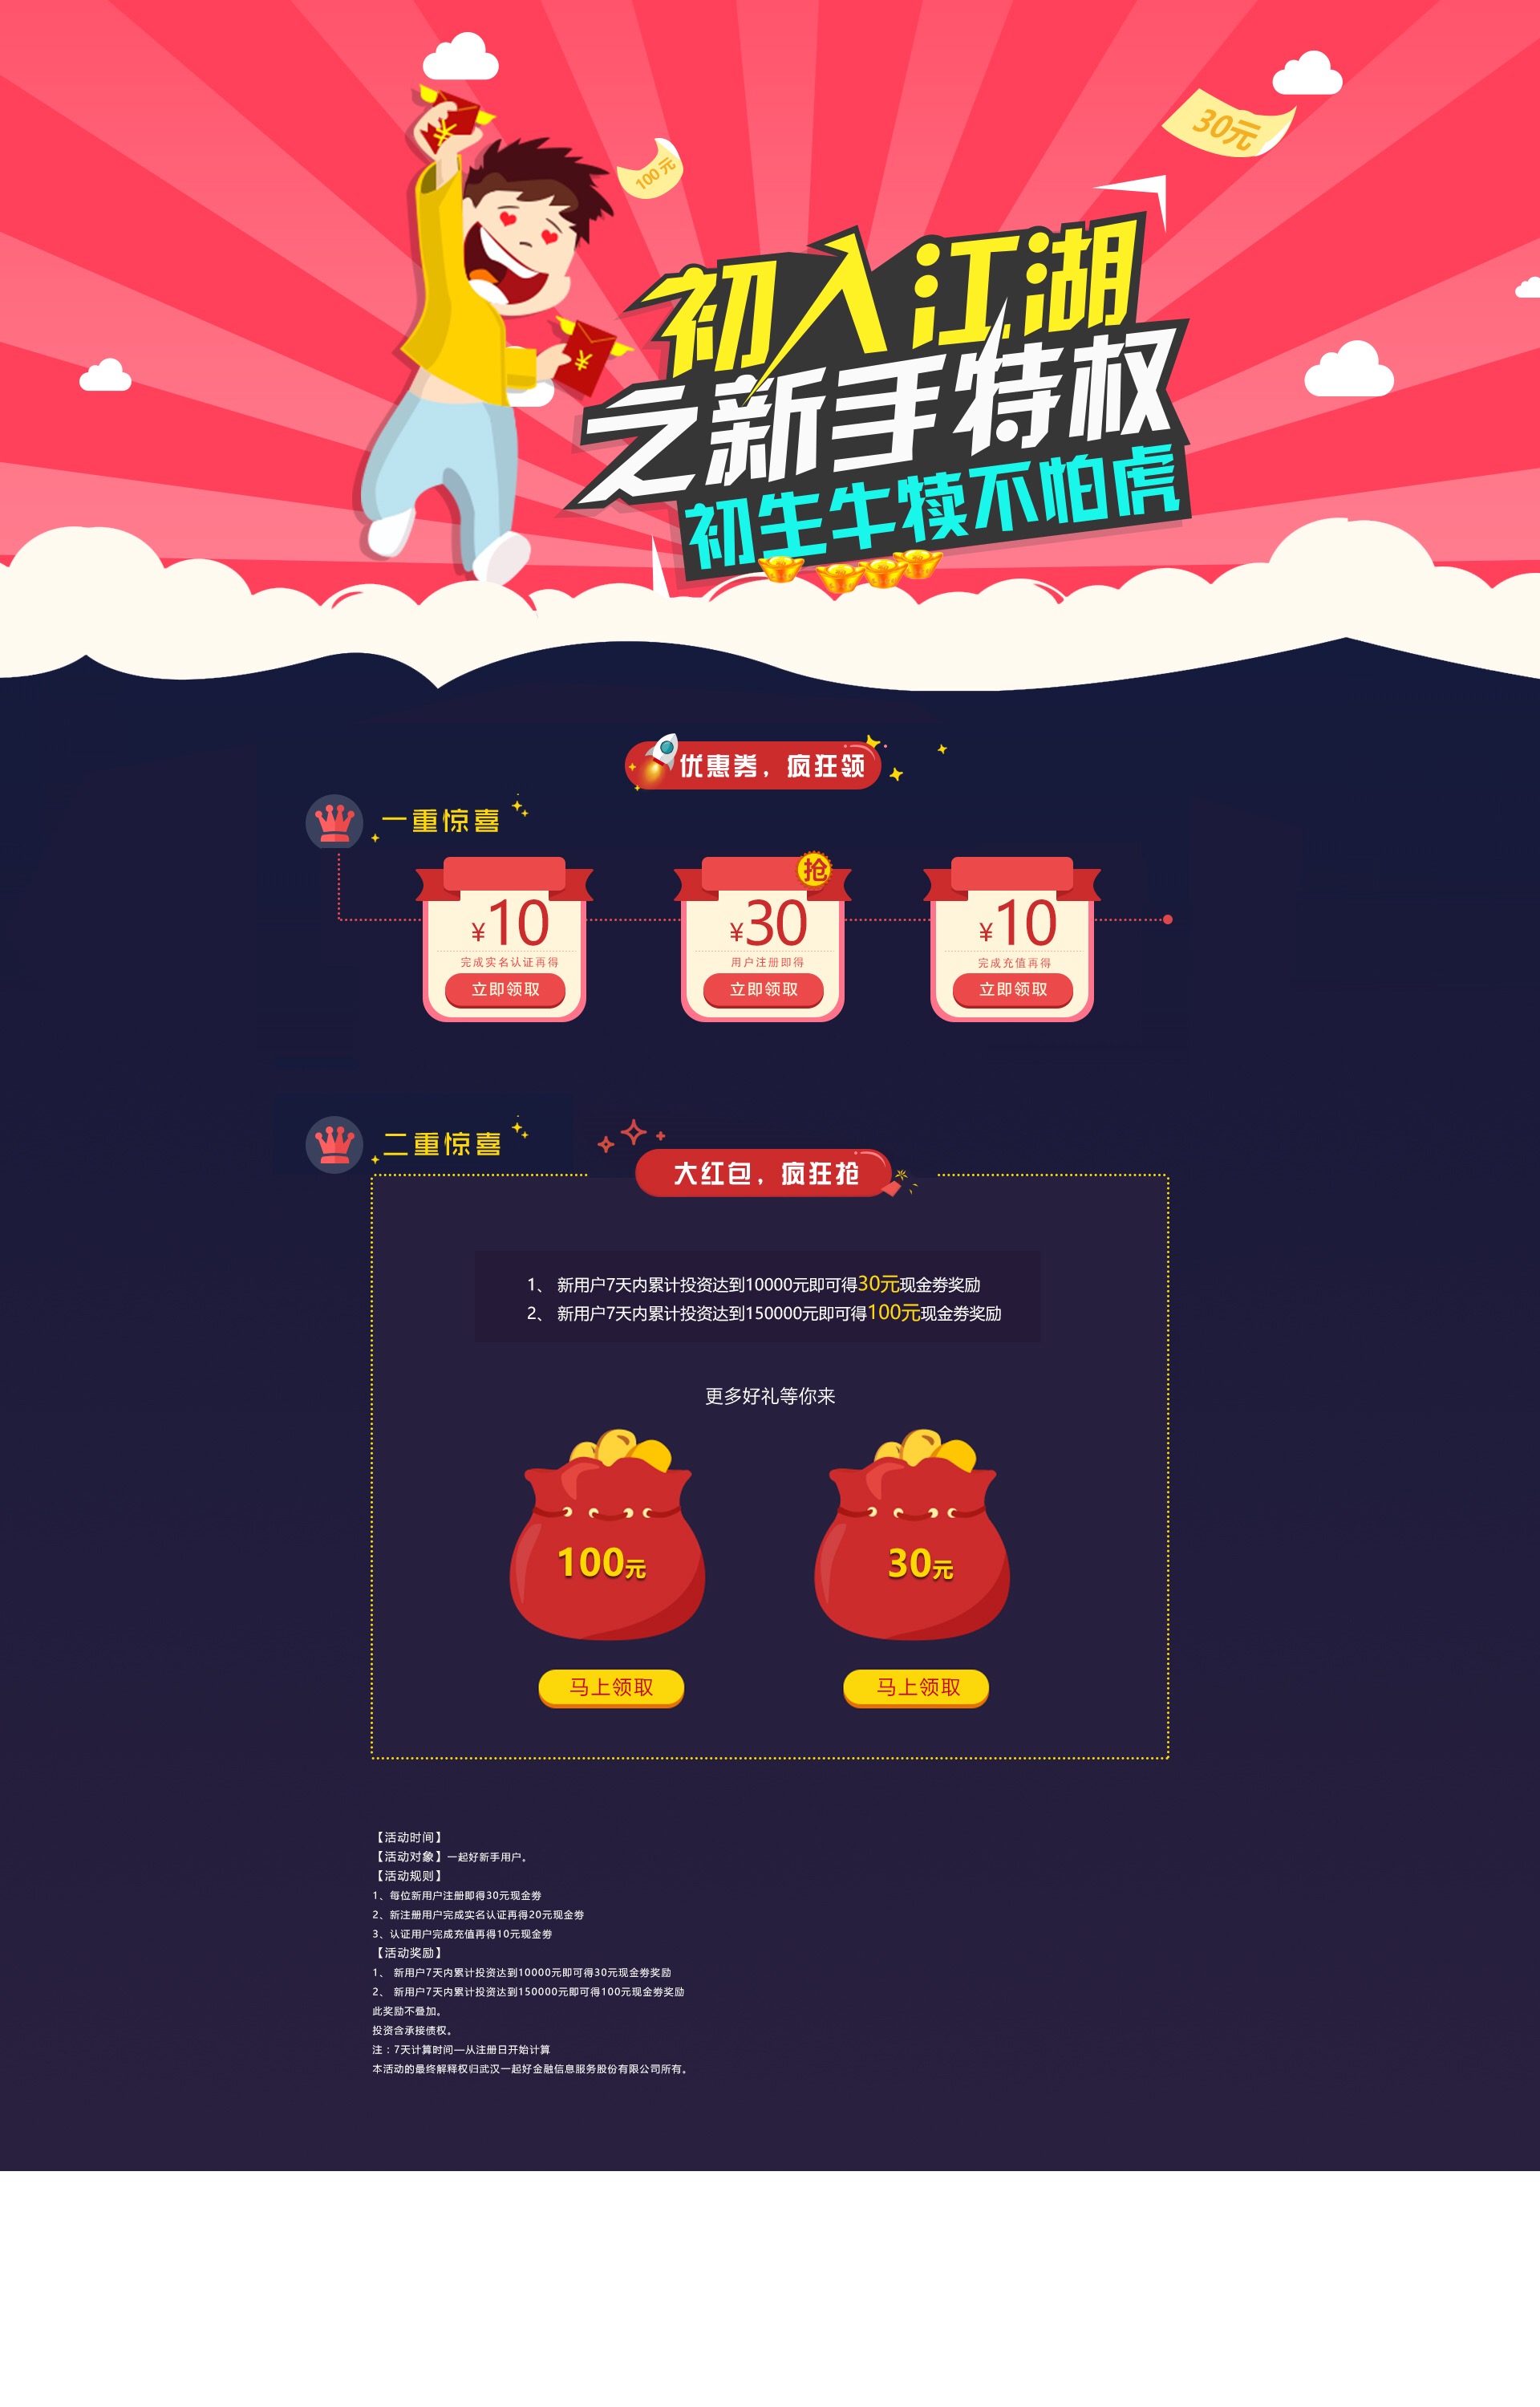 100元
30元
¥
¥
初入江湖
之新手特权
初生牛犊不怕虎
优惠券，疯狂领
一重惊喜
抢
¥10
¥30
¥10
完成实名认证再得
用户注册即得
完成充值再得
立即领取
立即领取
立即领取
二重惊喜
大红包，疯狂抢
1、 新用户7天内累计投资达到10000元即可得30元现金劵奖励
2、 新用户7天内累计投资达到150000元即可得100元现金劵奖励
更多好礼等你来
100元
30元
马上领取
马上领取
【活动时间】
【活动对象】一起好新手用户。
【活动规则】
1、每位新用户注册即得30元现金劵
2、新注册用户完成实名认证再得20元现金劵
3、认证用户完成充值再得10元现金劵
【活动奖励】
1、 新用户7天内累计投资达到10000元即可得30元现金劵奖励
2、 新用户7天内累计投资达到150000元即可得100元现金劵奖励
此奖励不叠加。
投资含承接债权。
注：7天计算时间—从注册日开始计算
本活动的最终解释权归武汉一起好金融信息服务股份有限公司所有。